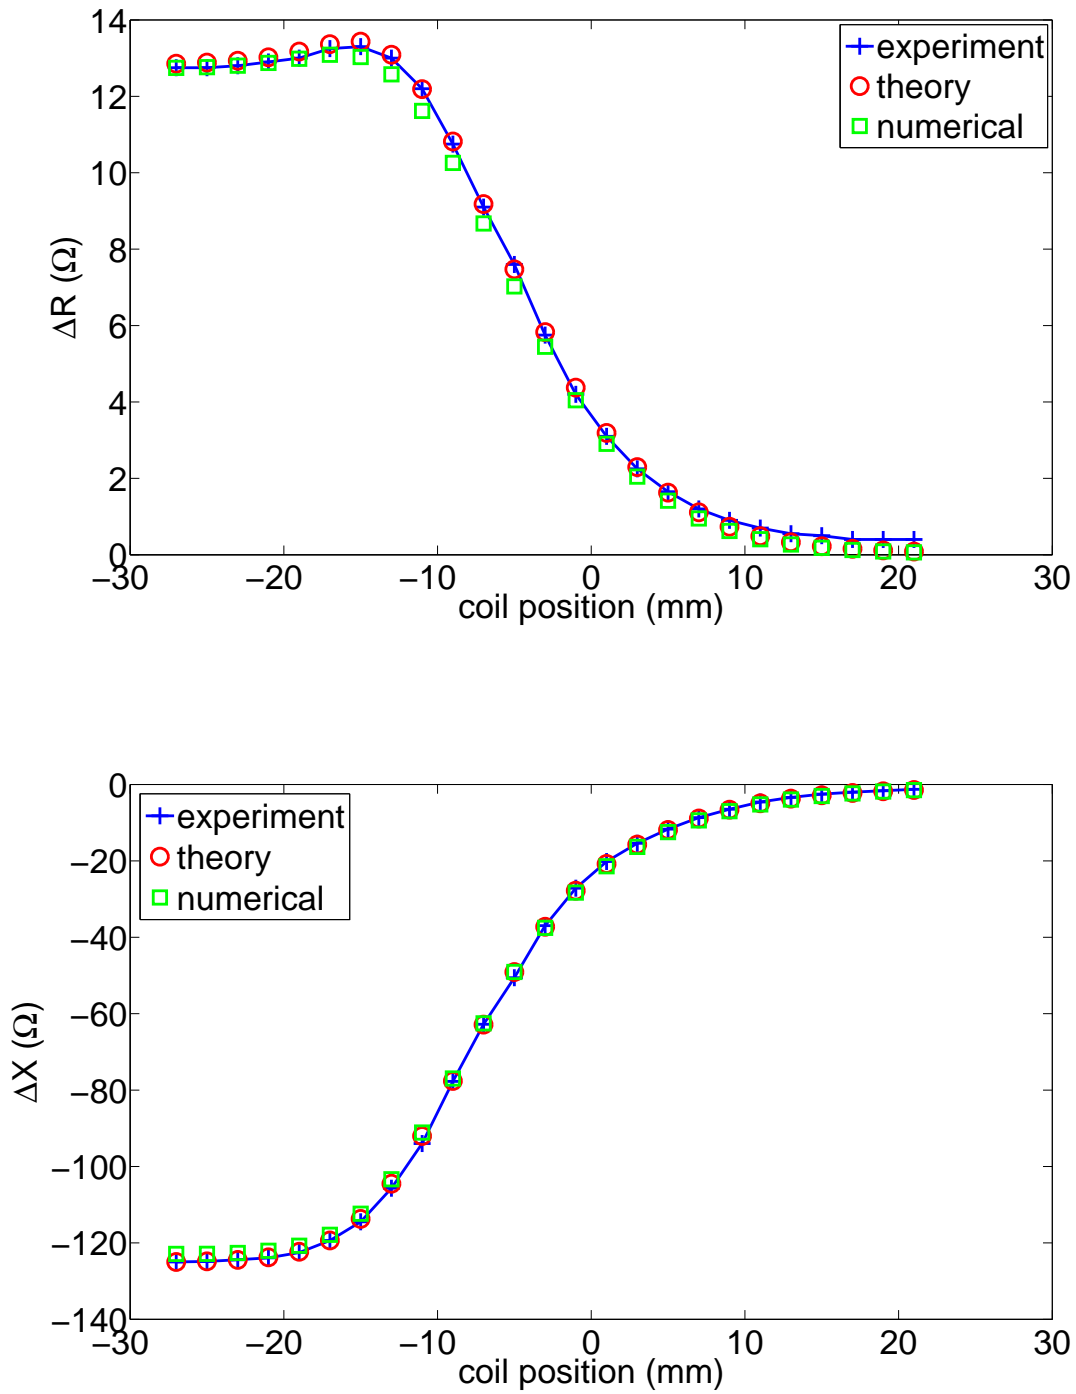 14
12
10
8
6
4
2
0
ΔR (Ω)
experiment
theory
numerical
−30 −20 −10 0 10 20 30
coil position (mm)
0
−20
−40
−60
−80
−100
−120
−140
ΔX (Ω)
experiment
theory
numerical
−30 −20 −10 0 10 20 30
coil position (mm)